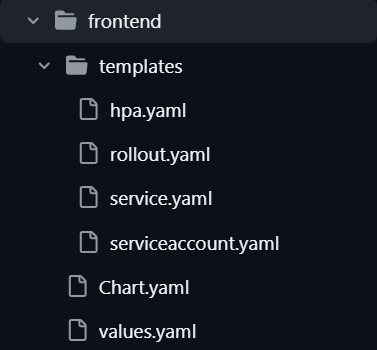 frontend
templates
hpa.yaml
rollout.yaml
service.yaml
serviceaccount.yaml
Chart.yaml
values.yaml